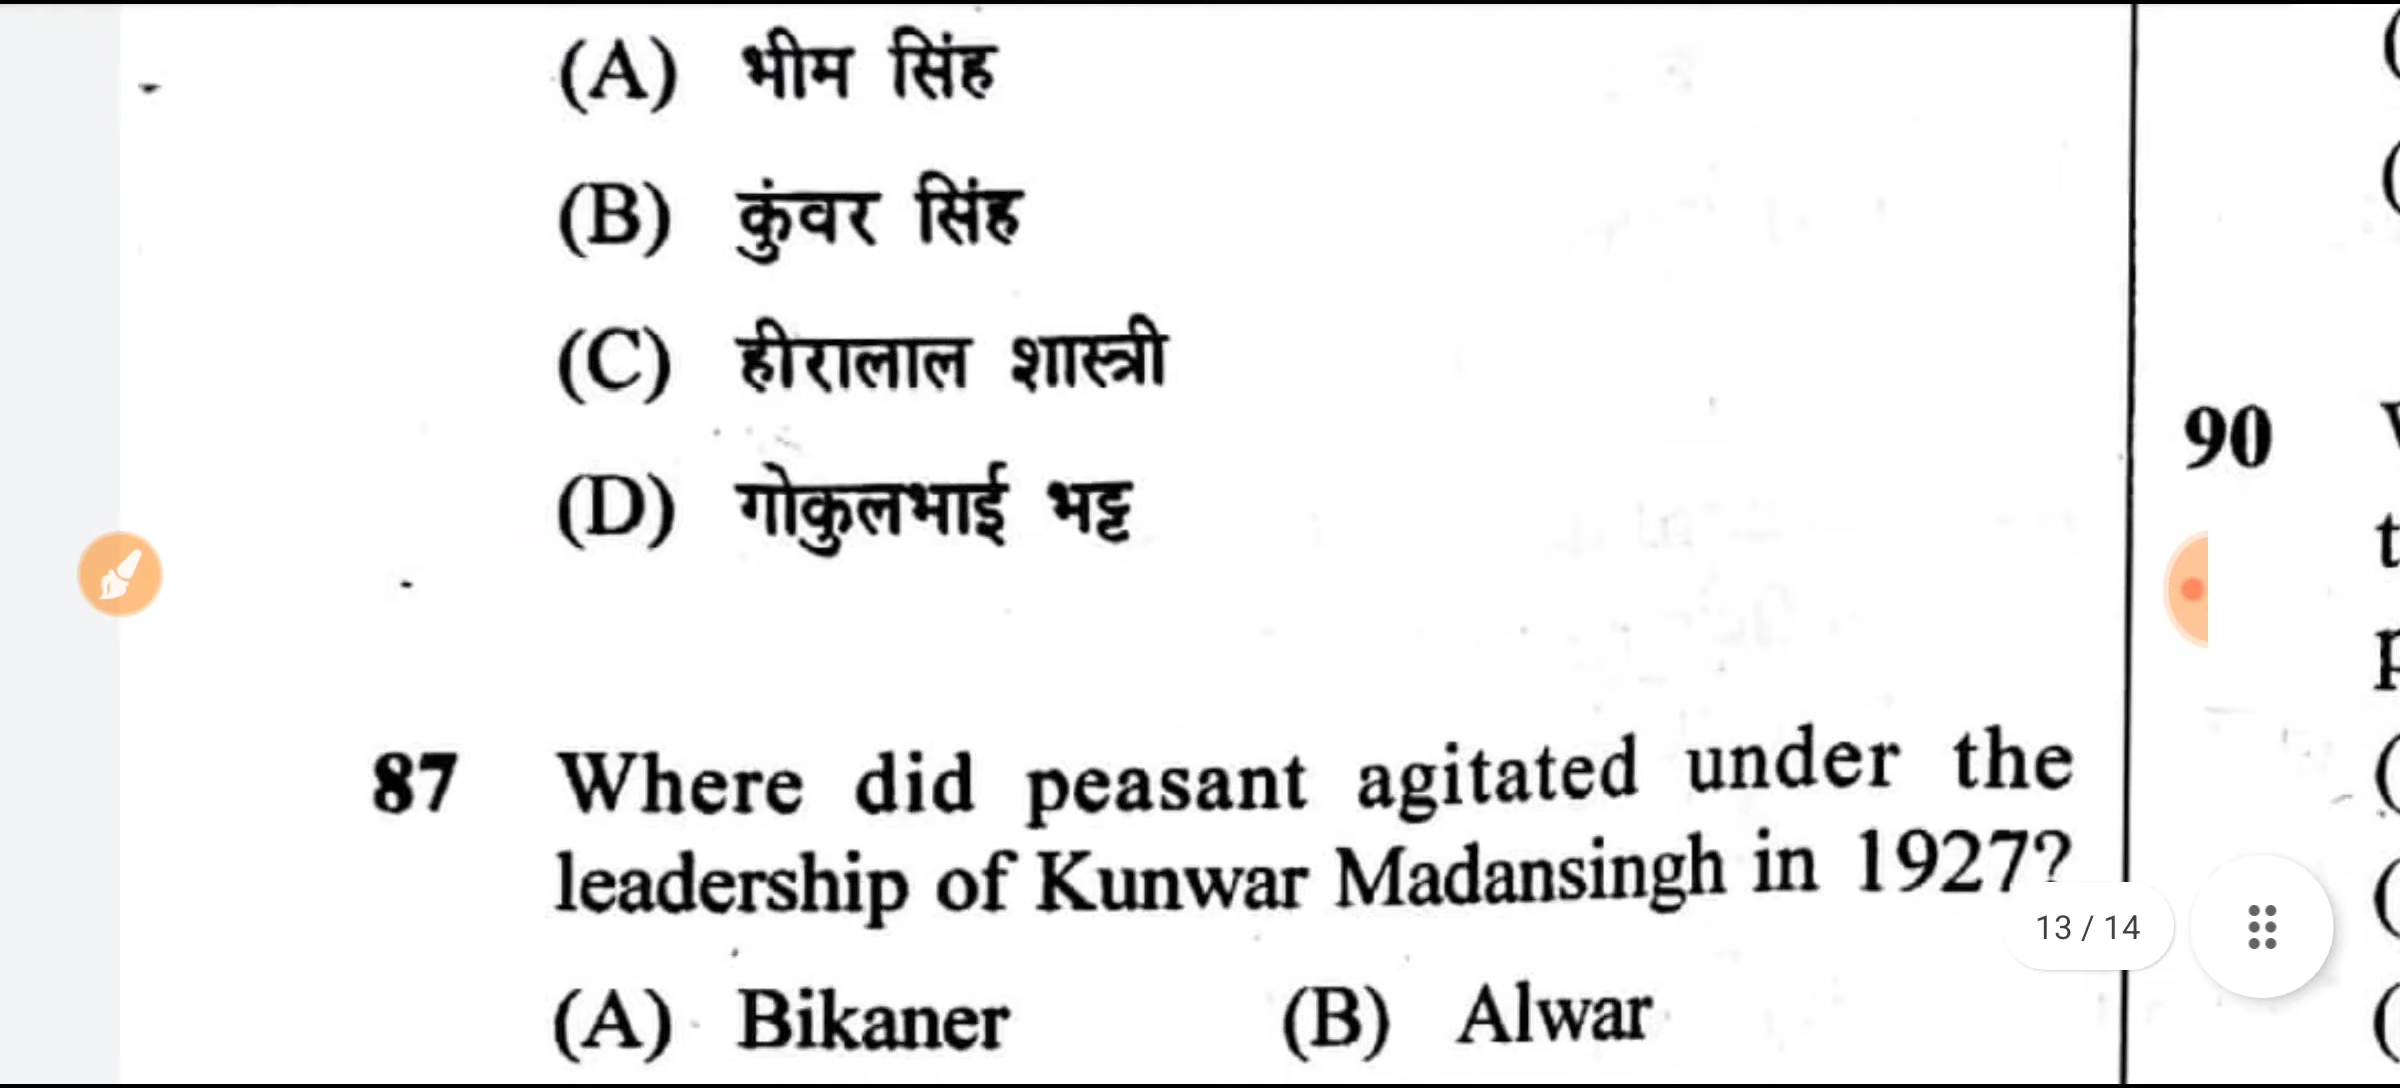 (A) भीम सिंह
(B) कुंवर सिंह
(C) हीरालाल शास्त्री
(D) गोकुलभाई भट्ट
87 Where did peasant agitated under the
leadership of Kunwar Madansingh in 1927?
(A) Bikaner (B) Alwar
90
13 / 14